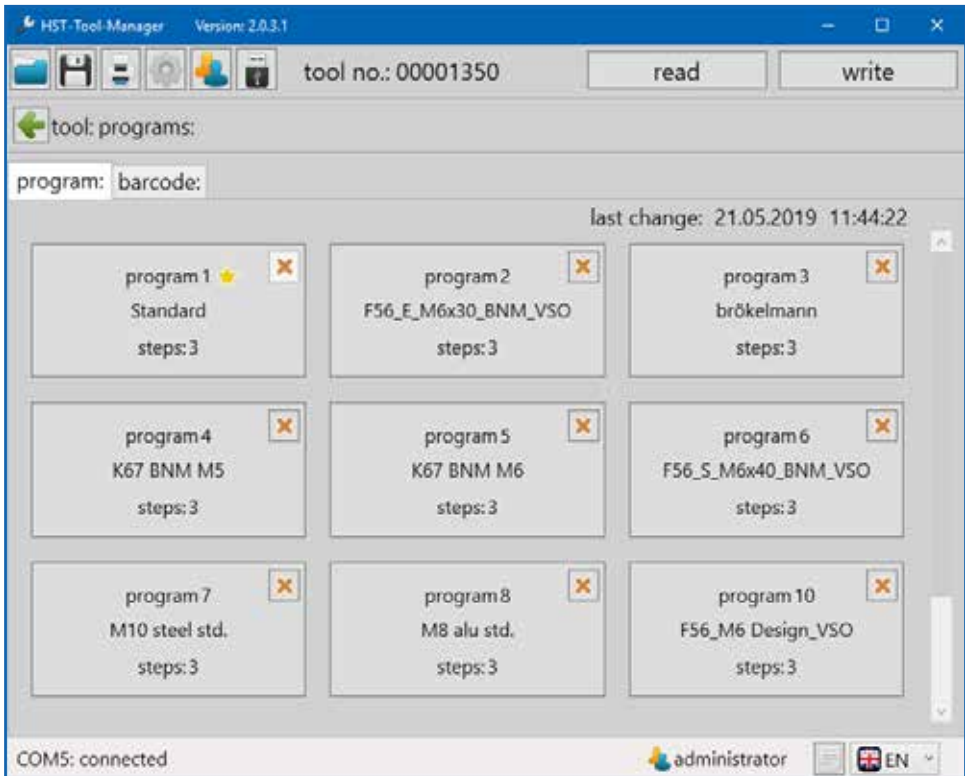 HST-Tool-Manager Version: 2.0.3.1
tool no.: 00001350 read write
tool: programs:
program: barcode:
last change: 21.05.2019 11:44:22
program 1
Standard
steps: 3
program 2
F56_E_M6x30_BNM_VSO
steps: 3
program 3
brökelmann
steps: 3
program 4
K67 BNM M5
steps: 3
program 5
K67 BNM M6
steps: 3
program 6
F56_S_M6x40_BNM_VSO
steps: 3
program 7
M10 steel std.
steps: 3
program 8
M8 alu std.
steps: 3
program 10
F56_M6 Design_VSO
steps: 3
COM5: connected administrator EN